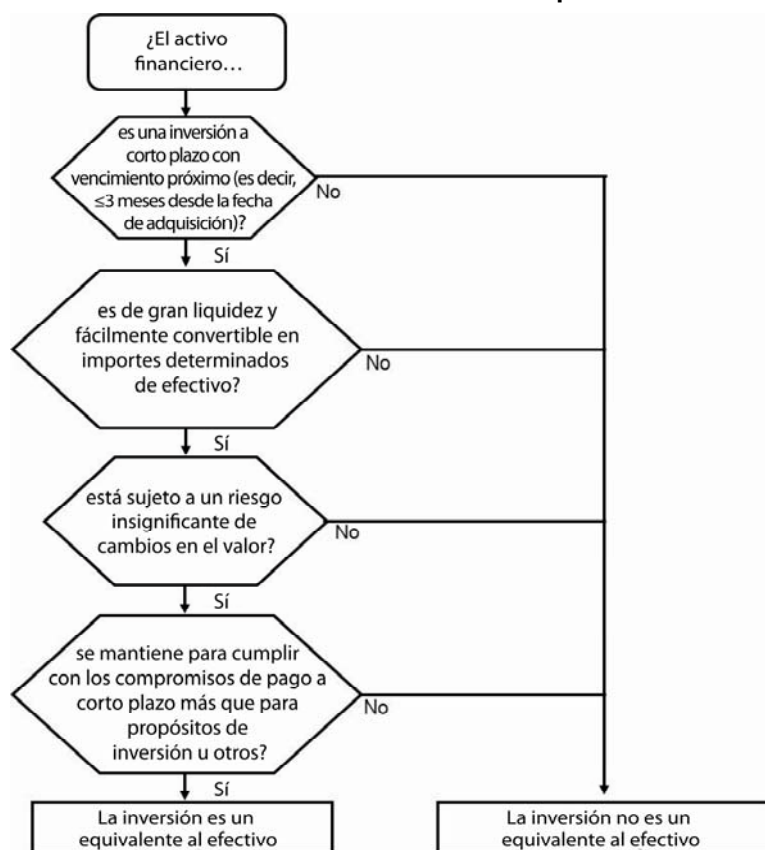 ¿El activo
financiero…
es una inversión a
corto plazo con
vencimiento próximo (es decir,
≤3 meses desde la fecha
de adquisición)?
No
Sí
es de gran liquidez y
fácilmente convertible en
importes determinados
de efectivo?
No
Sí
está sujeto a un riesgo
insignificante de
cambios en el valor?
No
Sí
se mantiene para cumplir
con los compromisos de pago a
corto plazo más que para
propósitos de
inversión u otros?
No
Sí
La inversión es un
equivalente al efectivo
La inversión no es un
equivalente al efectivo